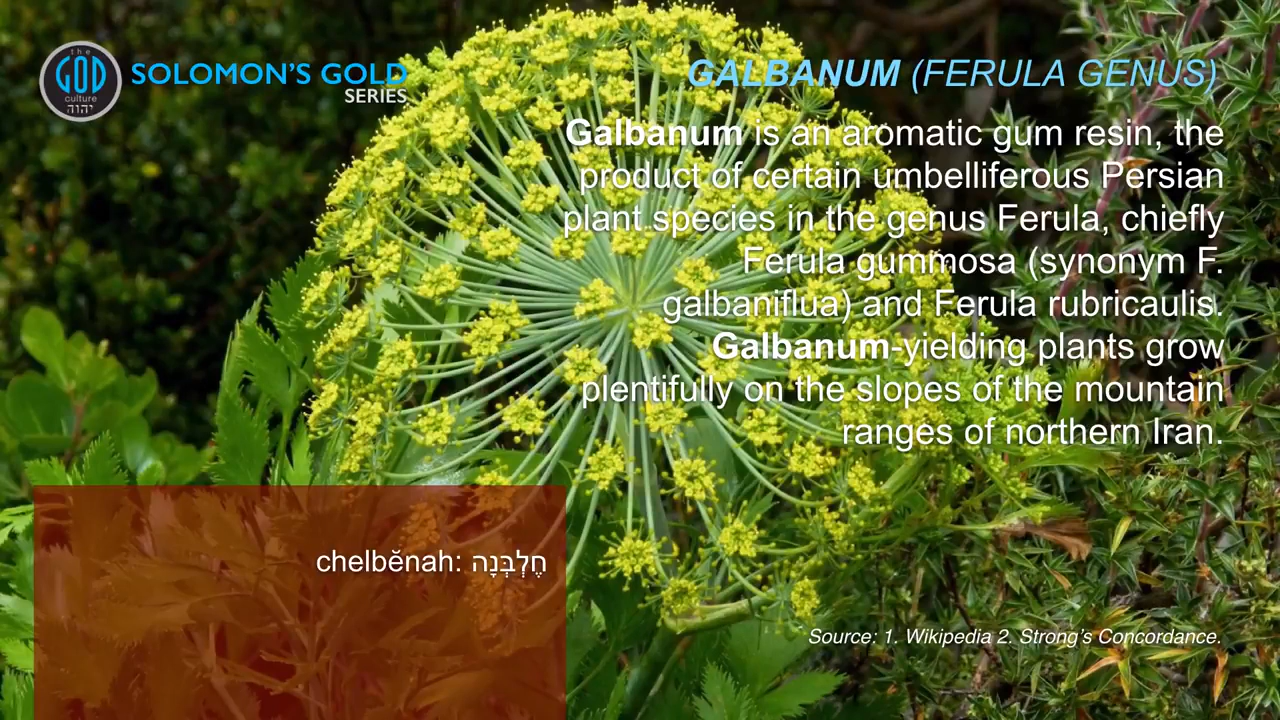 the
GOD
culture
יהוה
SOLOMON'S GOLD
SERIES
GALBANUM (FERULA GENUS)
Galbanum is an aromatic gum resin, the
product of certain umbelliferous Persian
plant species in the genus Ferula, chiefly
Ferula gummosa (synonym F.
galbaniflua) and Ferula rubricaulis.
Galbanum-yielding plants grow
plentifully on the slopes of the mountain
ranges of northern Iran.
chelbĕnah: חֶלְבְּנָה
Source: 1. Wikipedia 2. Strong's Concordance.